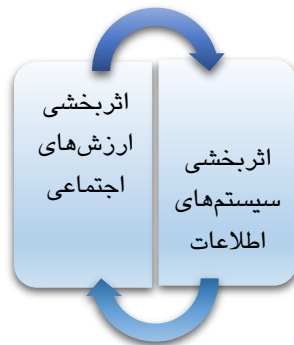 اثربخشی
سیستم‌های
اطلاعات
اثربخشی
ارزش‌های
اجتماعی